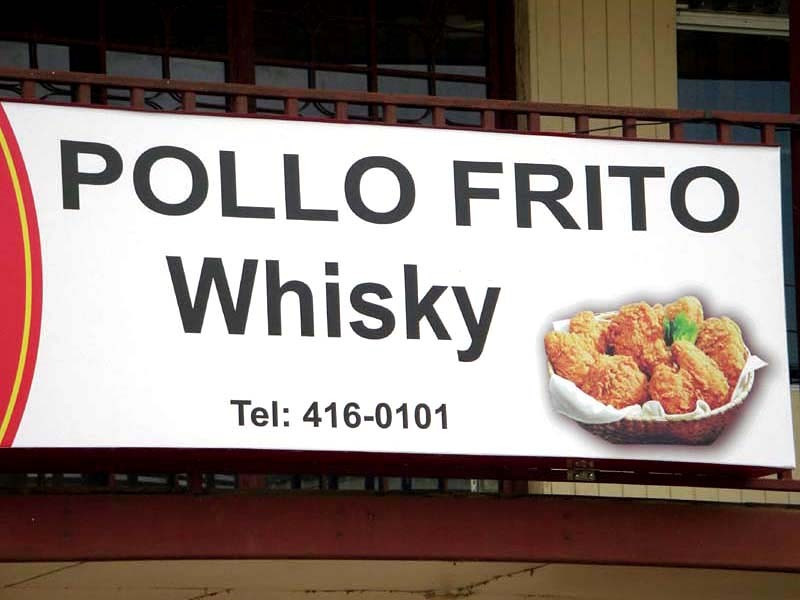 POLLO FRITO
Whisky
Tel: 416-0101